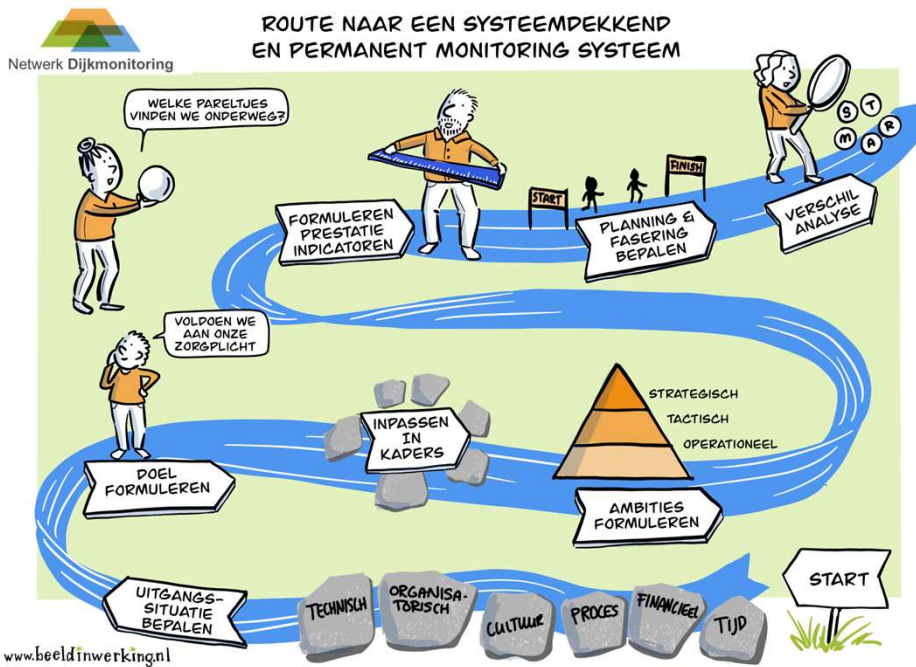 Netwerk Dijkmonitoring
ROUTE NAAR EEN SYSTEEMDEKKEND
EN PERMANENT MONITORING SYSTEEM
WELKE PARELTJES
VINDEN WE ONDERWEG?
FORMULEREN
PRESTATIE
INDICATOREN
START
FINISH
PLANNING &
FASERING
BEPALEN
S
T
M
A
R
VERSCHIL
ANALYSE
VOLDOEN WE
AAN ONZE
ZORGPLICHT
DOEL
FORMULEREN
INPASSEN
IN
KADERS
STRATEGISCH
TACTISCH
OPERATIONEEL
AMBITIES
FORMULEREN
UITGANGS-
SITUATIE
BEPALEN
TECHNISCH
ORGANISA-
TORISCH
CULTUUR
PROCES
FINANCIEEL
TIJD
START
www.beeldinwerking.nl